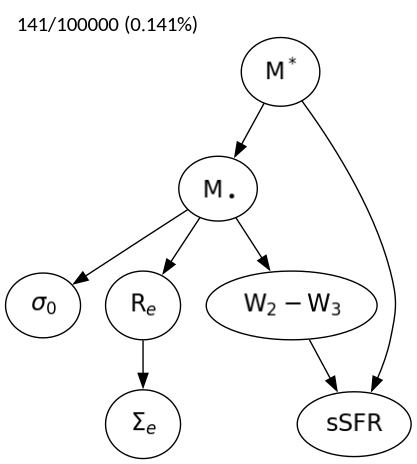 141/100000 (0.141%)
M*
M•
σ₀
Rₑ
W₂ − W₃
Σₑ
sSFR